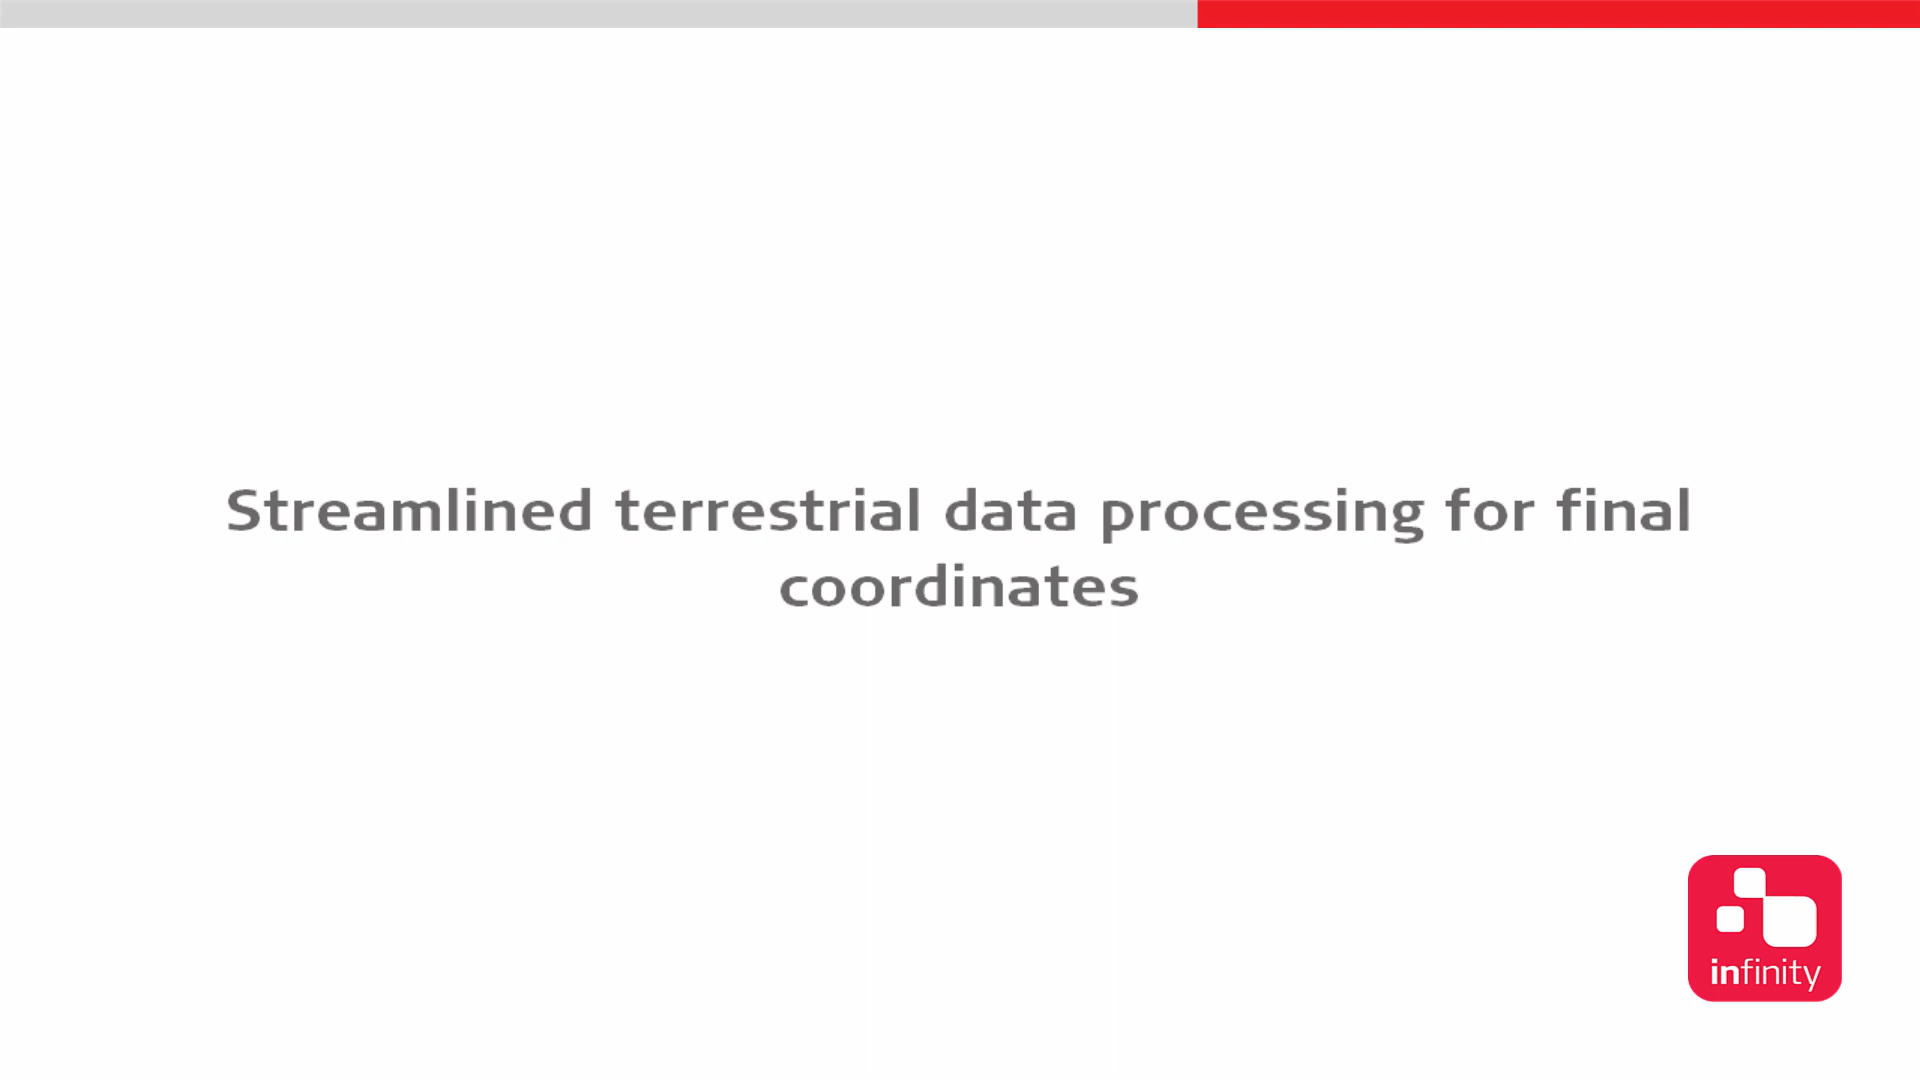 Streamlined terrestrial data processing for final
coordinates
infinity